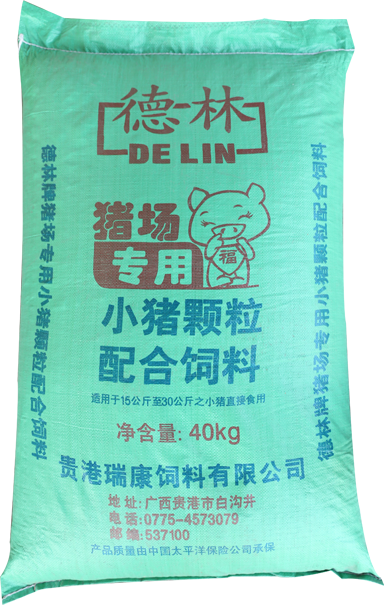 德林
DE LIN
猪场
专用
福
小猪颗粒
配合饲料
适用于15公斤至30公斤之小猪直接食用
净含量: 40kg
贵港瑞康饲料有限公司
地址:广西贵港市白沟井
电话:0775-4573079
邮编:537100
产品质量由中国太平洋保险公司承保
德林牌猪场专用小猪颗粒配合饲料
德林牌猪场专用小猪颗粒配合饲料